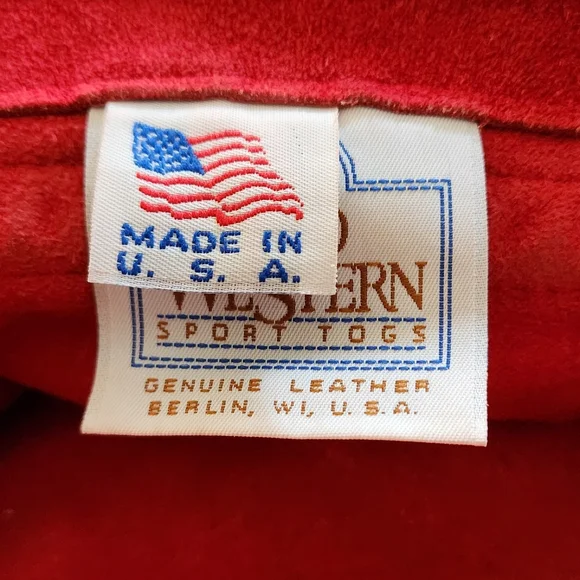 MADE IN
U. S. A.
WESTERN
SPORT TOGS
GENUINE LEATHER
BERLIN, WI, U.S.A.